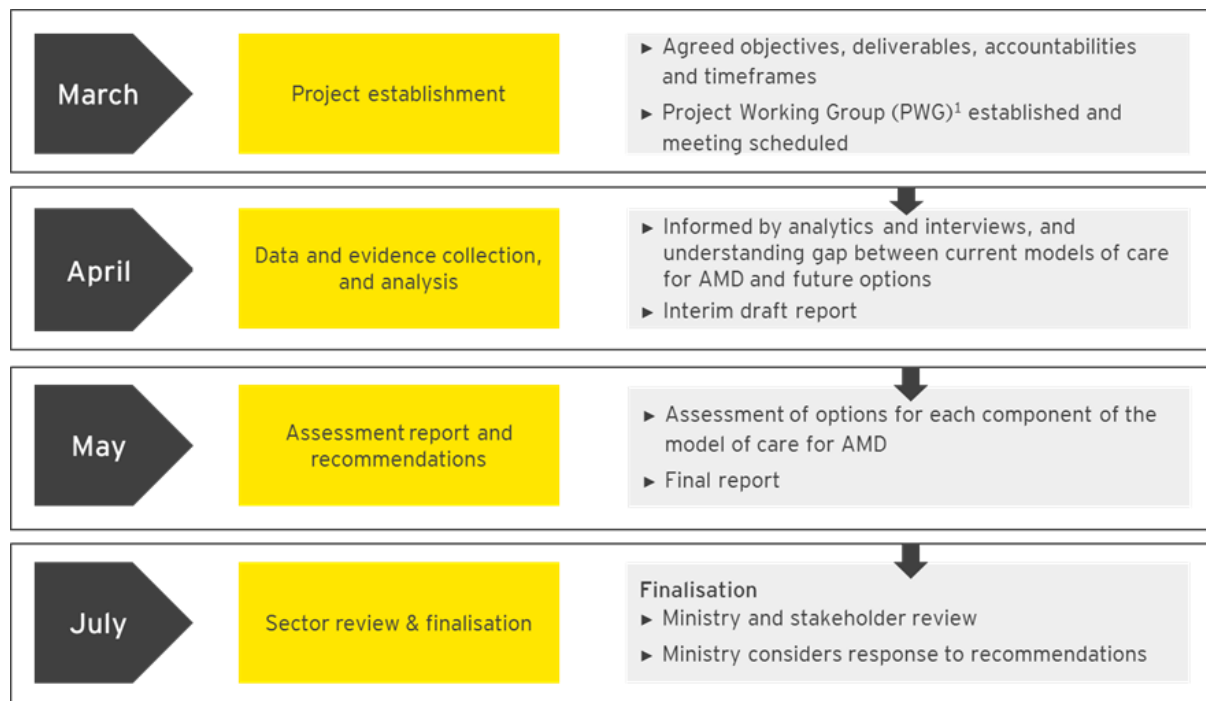 March
Project establishment
► Agreed objectives, deliverables, accountabilities
and timeframes
► Project Working Group (PWG)¹ established and
meeting scheduled
April
Data and evidence collection,
and analysis
► Informed by analytics and interviews, and
understanding gap between current models of care
for AMD and future options
► Interim draft report
May
Assessment report and
recommendations
► Assessment of options for each component of the
model of care for AMD
► Final report
July
Sector review & finalisation
Finalisation
► Ministry and stakeholder review
► Ministry considers response to recommendations